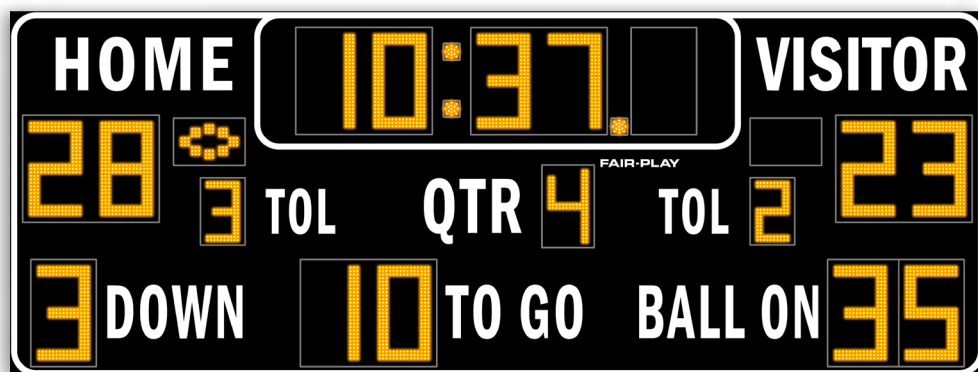 HOME 10:37. VISITOR
28 23
FAIR-PLAY
3 TOL QTR 4 TOL 2
3 DOWN 10 TO GO BALL ON 35